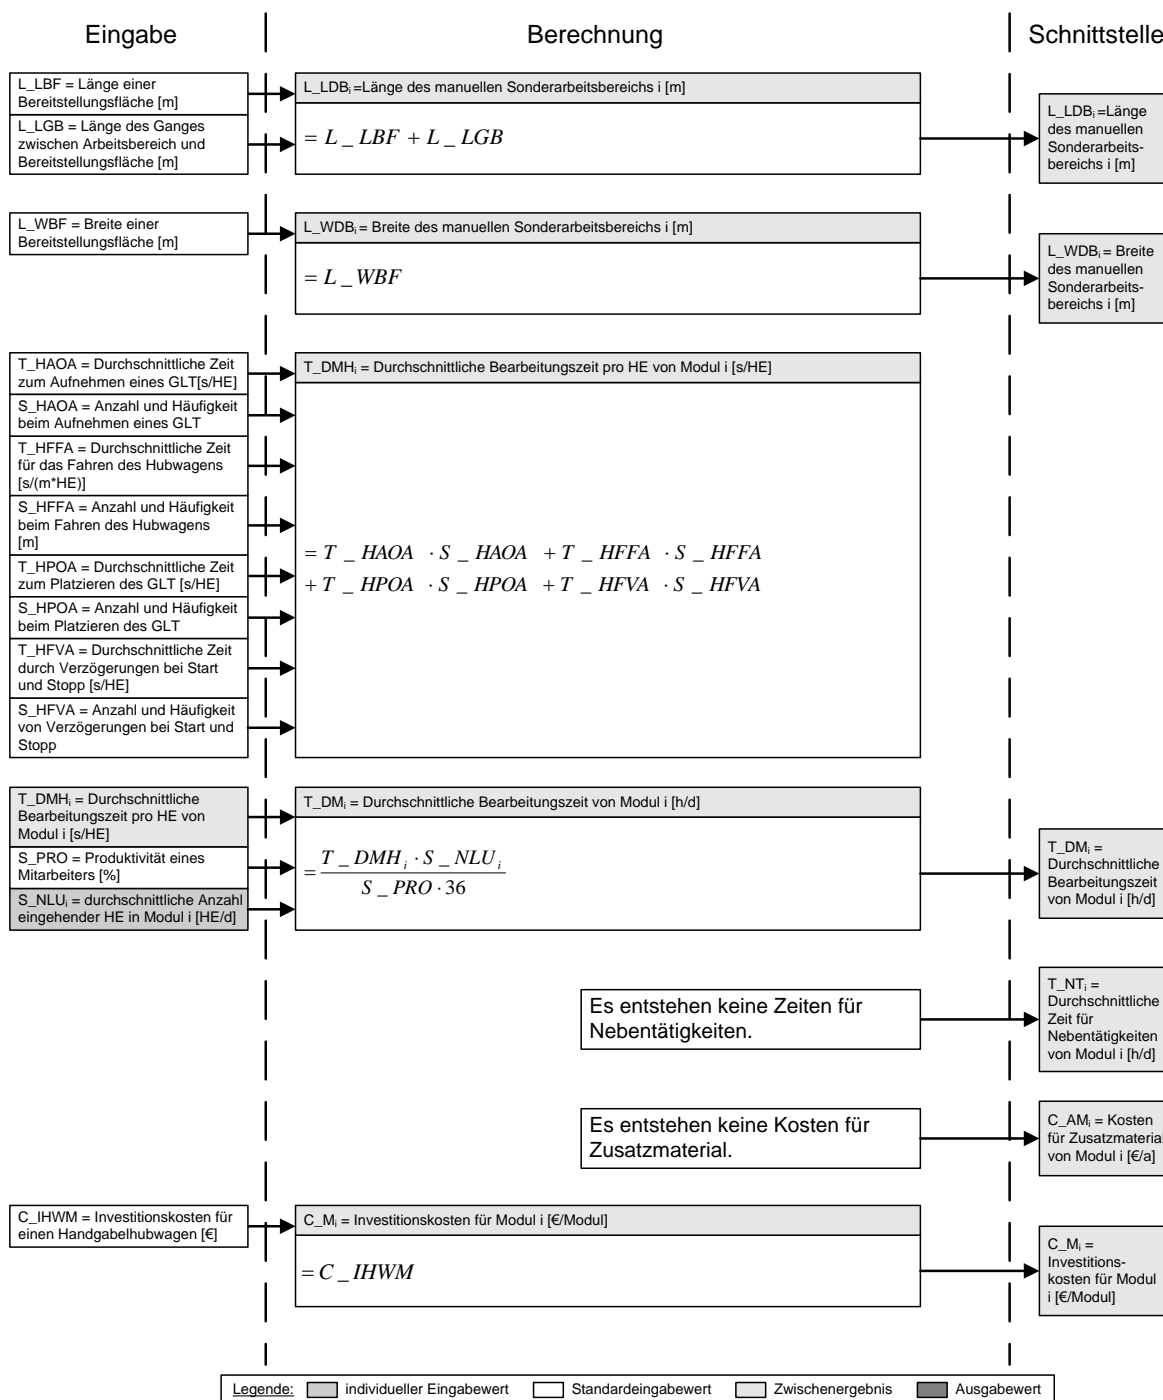 Eingabe
Berechnung
Schnittstelle
L_LBF = Länge einer
Bereitstellungsfläche [m]
L_LGB = Länge des Ganges
zwischen Arbeitsbereich und
Bereitstellungsfläche [m]
L_LDBi=Länge des manuellen Sonderarbeitsbereichs i [m]
= L _ LBF + L _ LGB
L_LDBi=Länge
des manuellen
Sonderarbeits-
bereichs i [m]
L_WBF = Breite einer
Bereitstellungsfläche [m]
L_WDBi= Breite des manuellen Sonderarbeitsbereichs i [m]
= L _ WBF
L_WDBi= Breite
des manuellen
Sonderarbeits-
bereichs i [m]
T_HAOA = Durchschnittliche Zeit
zum Aufnehmen eines GLT[s/HE]
S_HAOA = Anzahl und Häufigkeit
beim Aufnehmen eines GLT
T_HFFA = Durchschnittliche Zeit
für das Fahren des Hubwagens
[s/(m*HE)]
S_HFFA = Anzahl und Häufigkeit
beim Fahren des Hubwagens
[m]
T_HPOA = Durchschnittliche Zeit
zum Platzieren des GLT [s/HE]
S_HPOA = Anzahl und Häufigkeit
beim Platzieren des GLT
T_HFVA = Durchschnittliche Zeit
durch Verzögerungen bei Start
und Stopp [s/HE]
S_HFVA = Anzahl und Häufigkeit
von Verzögerungen bei Start und
Stopp
T_DMHi = Durchschnittliche Bearbeitungszeit pro HE von Modul i [s/HE]
= T _ HAOA · S _ HAOA + T _ HFFA · S _ HFFA
+ T _ HPOA · S _ HPOA + T _ HFVA · S _ HFVA
T_DMHi = Durchschnittliche
Bearbeitungszeit pro HE von
Modul i [s/HE]
S_PRO = Produktivität eines
Mitarbeiters [%]
S_NLUi = durchschnittliche Anzahl
eingehender HE in Modul i [HE/d]
T_DMi = Durchschnittliche Bearbeitungszeit von Modul i [h/d]
= T _ DMHi · S _ NLUi
S _ PRO · 36
T_DMi =
Durchschnittliche
Bearbeitungszeit
von Modul i [h/d]
Es entstehen keine Zeiten für
Nebentätigkeiten.
T_NTi =
Durchschnittliche
Zeit für
Nebentätigkeiten
von Modul i [h/d]
Es entstehen keine Kosten für
Zusatzmaterial.
C_AMi = Kosten
für Zusatzmaterial
von Modul i [€/a]
C_IHWM = Investitionskosten für
einen Handgabelhubwagen [€]
C_Mi = Investitionskosten für Modul i [€/Modul]
= C _ IHWM
C_Mi =
Investitions-
kosten für Modul
i [€/Modul]
Legende: individueller Eingabewert Standardeingabewert Zwischenergebnis Ausgabewert